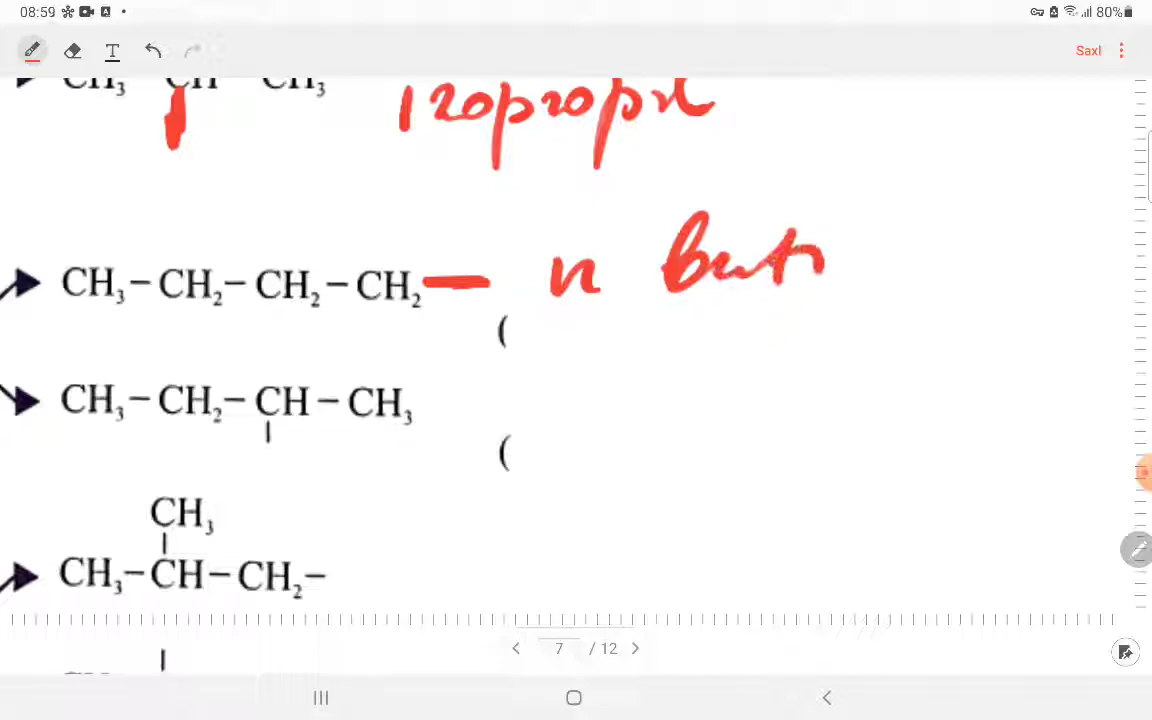 08:59 80%
T Saxl
CH₃ CH CH₃ izopropil
CH₃−CH₂−CH₂−CH₂ — n but
(
CH₃−CH₂−CH−CH₃
(
CH₃
CH₃−CH−CH₂−
7 / 12